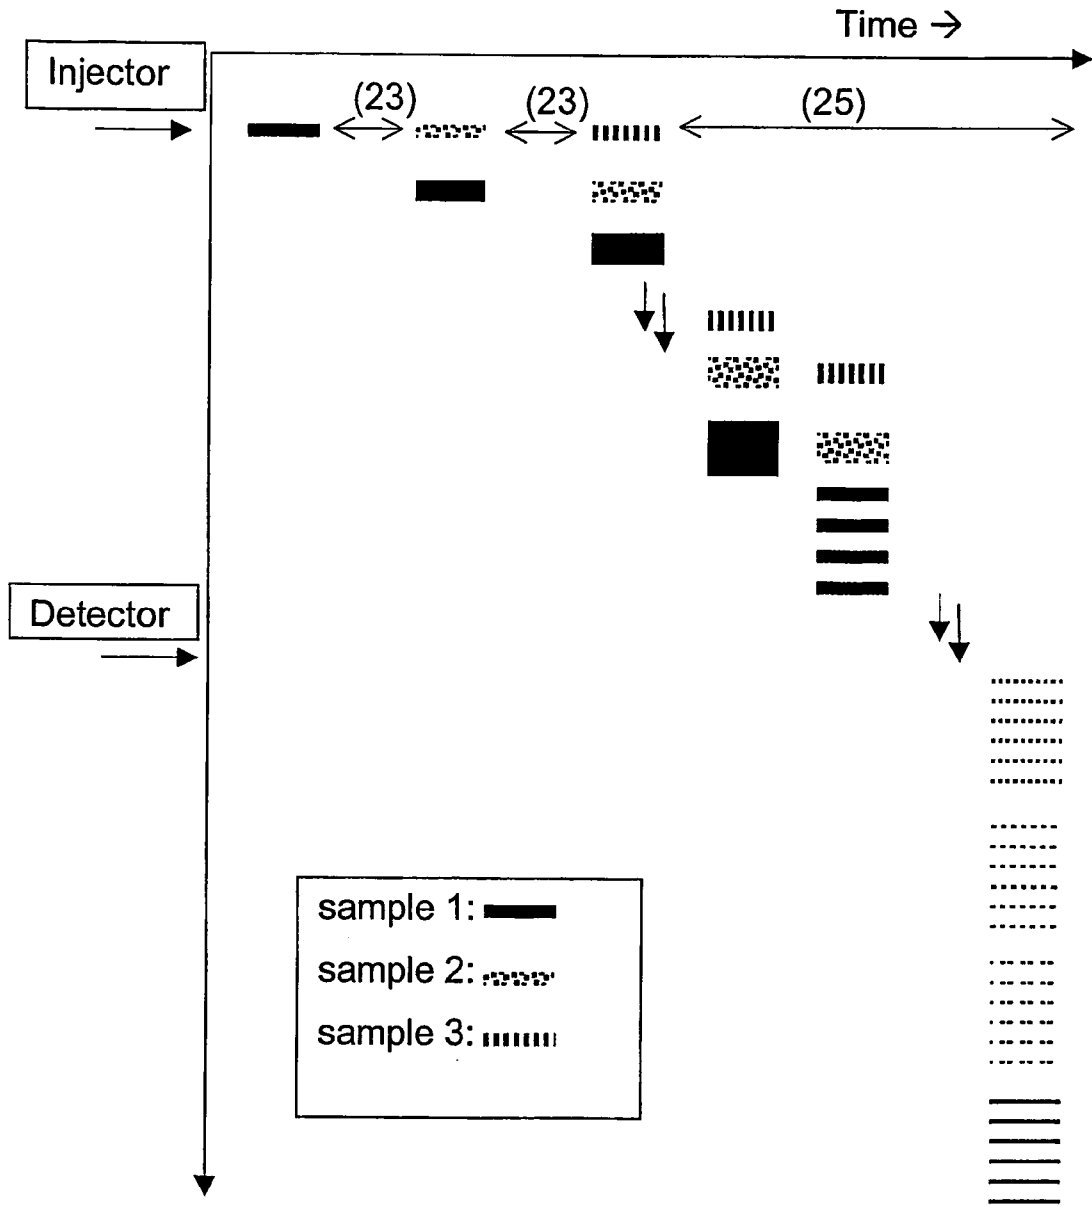 Time →
Injector
(23)
(23)
(25)
Detector
sample 1:
sample 2:
sample 3: